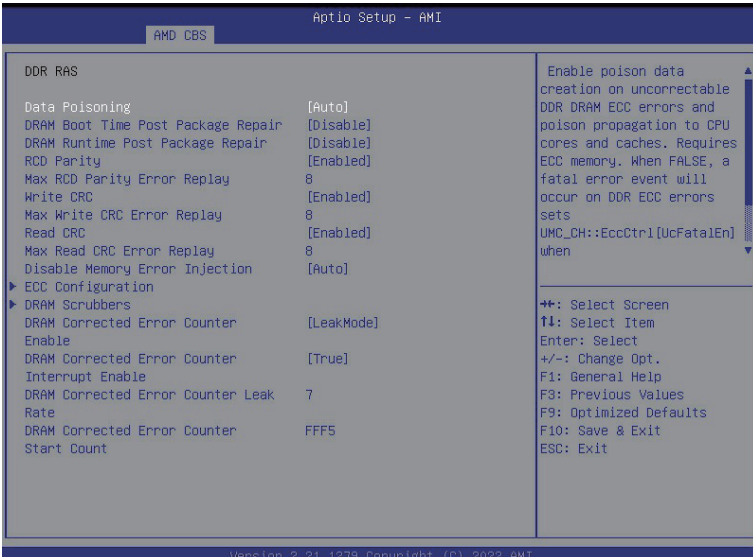 Aptio Setup – AMI
AMD CBS
DDR RAS
Data Poisoning [Auto]
DRAM Boot Time Post Package Repair [Disable]
DRAM Runtime Post Package Repair [Disable]
RCD Parity [Enabled]
Max RCD Parity Error Replay 8
Write CRC [Enabled]
Max Write CRC Error Replay 8
Read CRC [Enabled]
Max Read CRC Error Replay 8
Disable Memory Error Injection [Auto]
ECC Configuration
DRAM Scrubbers
DRAM Corrected Error Counter [LeakMode]
Enable
DRAM Corrected Error Counter [True]
Interrupt Enable
DRAM Corrected Error Counter Leak 7
Rate
DRAM Corrected Error Counter FFF5
Start Count
Enable poison data
creation on uncorrectable
DDR DRAM ECC errors and
poison propagation to CPU
cores and caches. Requires
ECC memory. When FALSE, a
fatal error event will
occur on DDR ECC errors
sets
UMC_CH::EccCtrl[UcFatalEn]
when
→←: Select Screen
↑↓: Select Item
Enter: Select
+/-: Change Opt.
F1: General Help
F3: Previous Values
F9: Optimized Defaults
F10: Save & Exit
ESC: Exit
Version 2.21.1279 Copyright (C) 2023 AMI